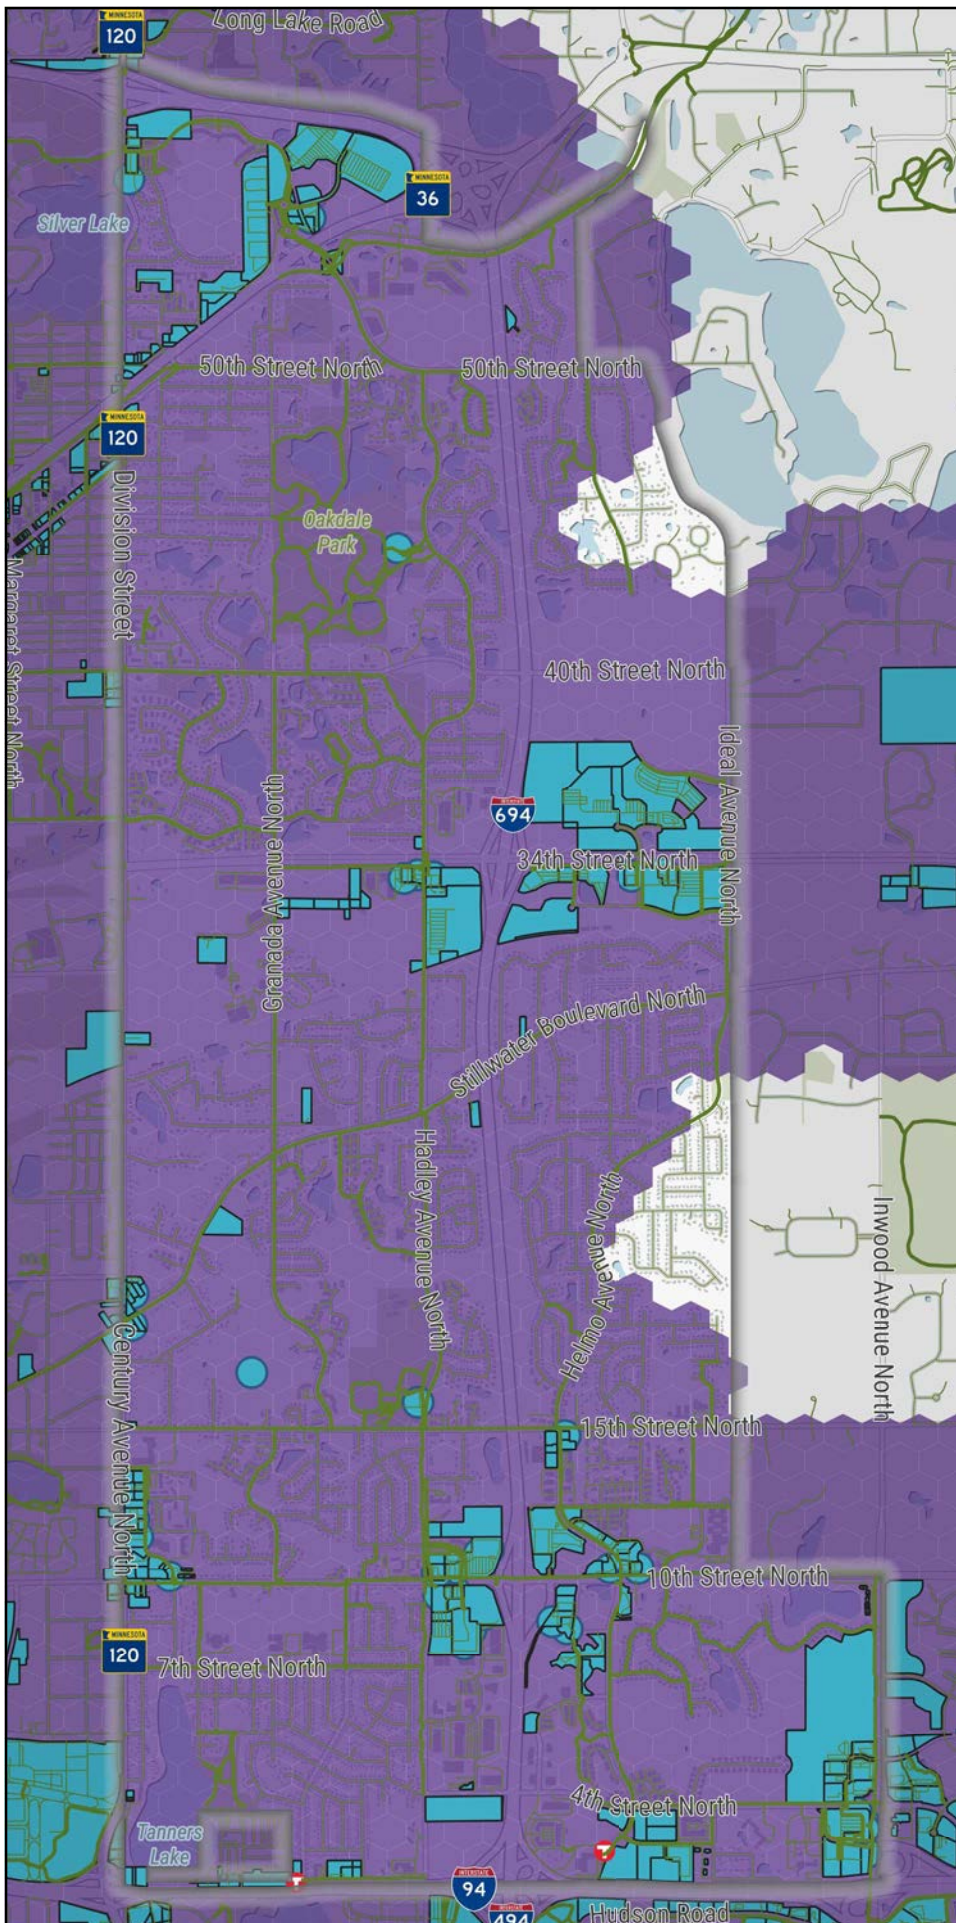 Long Lake Road
MINNESOTA
120
MINNESOTA
36
Silver Lake
50th Street North
50th Street North
MINNESOTA
120
Division Street
Oakdale
Park
Margaret Street North
40th Street North
Ideal Avenue North
Granada Avenue North
INTERSTATE
694
34th Street North
Stillwater Boulevard North
Hadley Avenue North
Helmo Avenue North
Inwood Avenue North
Century Avenue North
15th Street North
10th Street North
MINNESOTA
120
7th Street North
4th Street North
Tanners
Lake
INTERSTATE
94
INTERSTATE
494
Hudson Road